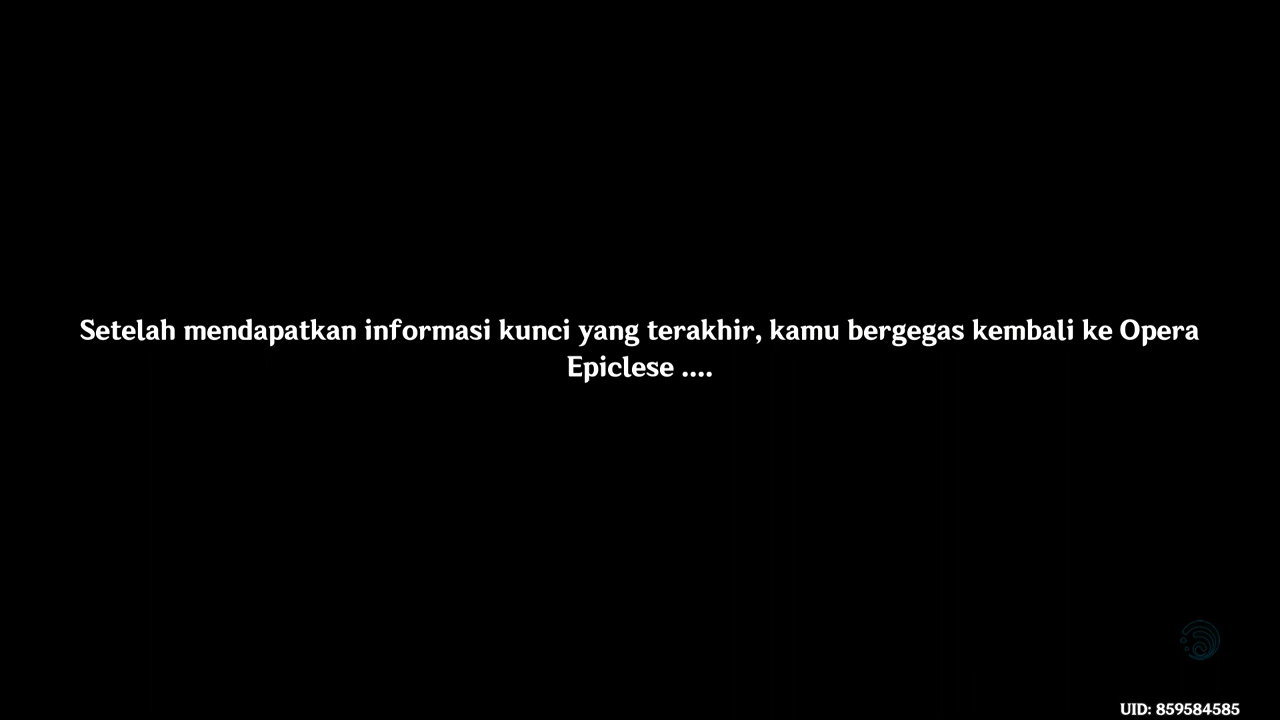 Setelah mendapatkan informasi kunci yang terakhir, kamu bergegas kembali ke Opera
Epiclese ....
UID: 859584585